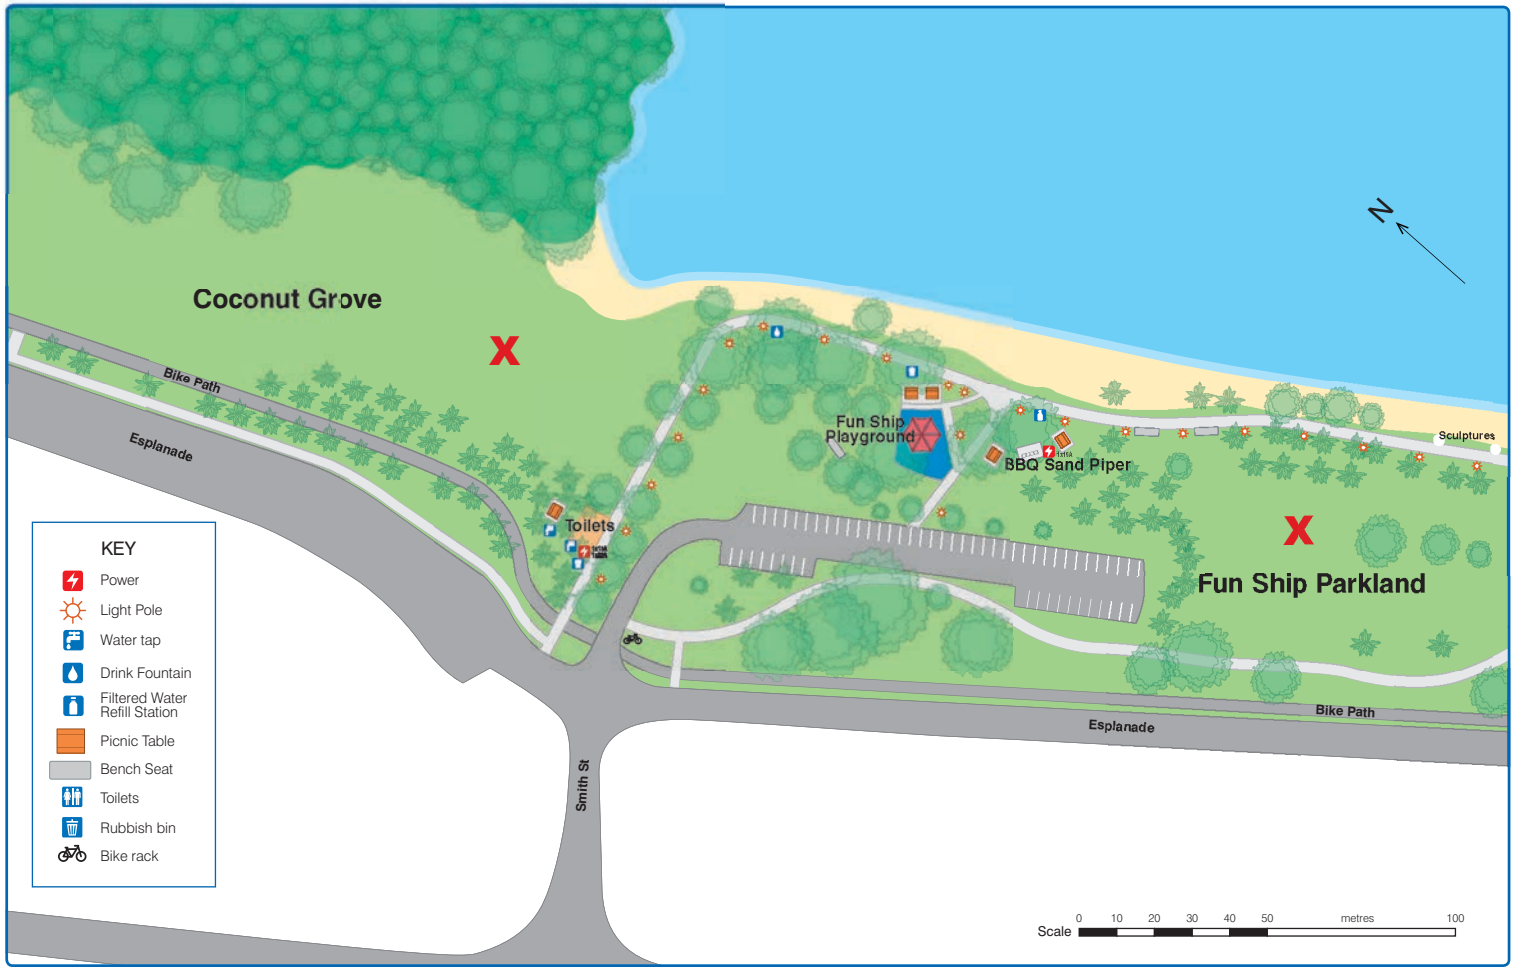 N
Coconut Grove
X
Bike Path
Esplanade
Fun Ship
Playground
1x15A
BBQ Sand Piper
Sculptures
Toilets
X
Fun Ship Parkland
KEY
Power
Light Pole
Water tap
Drink Fountain
Filtered Water
Refill Station
Picnic Table
Bench Seat
Toilets
Rubbish bin
Bike rack
Bike Path
Esplanade
Smith St
0 10 20 30 40 50 metres 100
Scale